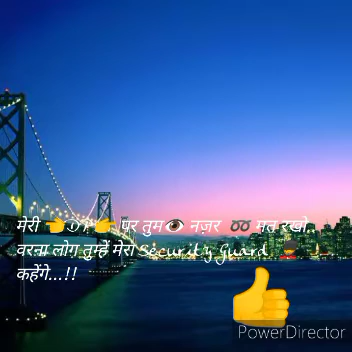 मेरी 👈DP👉 पर तुम👁 नज़र ➿ मत रखो
वरना लोग तुम्हें मेरा Security Guard 💂
कहेंगे...!!
PowerDirector